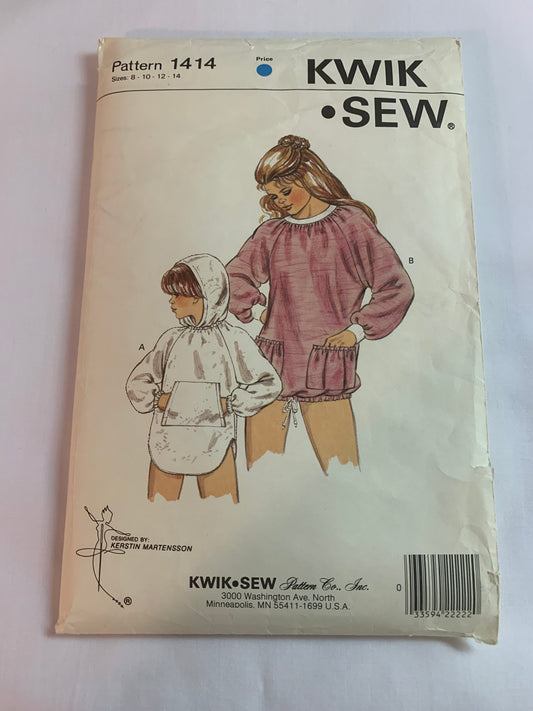 Pattern 1414
Sizes: 8 - 10 - 12 - 14
Price
KWIK
•SEW®
B
A
DESIGNED BY:
KERSTIN MARTENSSON
®
KWIK•SEW Pattern Co., Inc.
3000 Washington Ave. North
Minneapolis, MN 55411-1699 U.S.A.
0
33594 22222